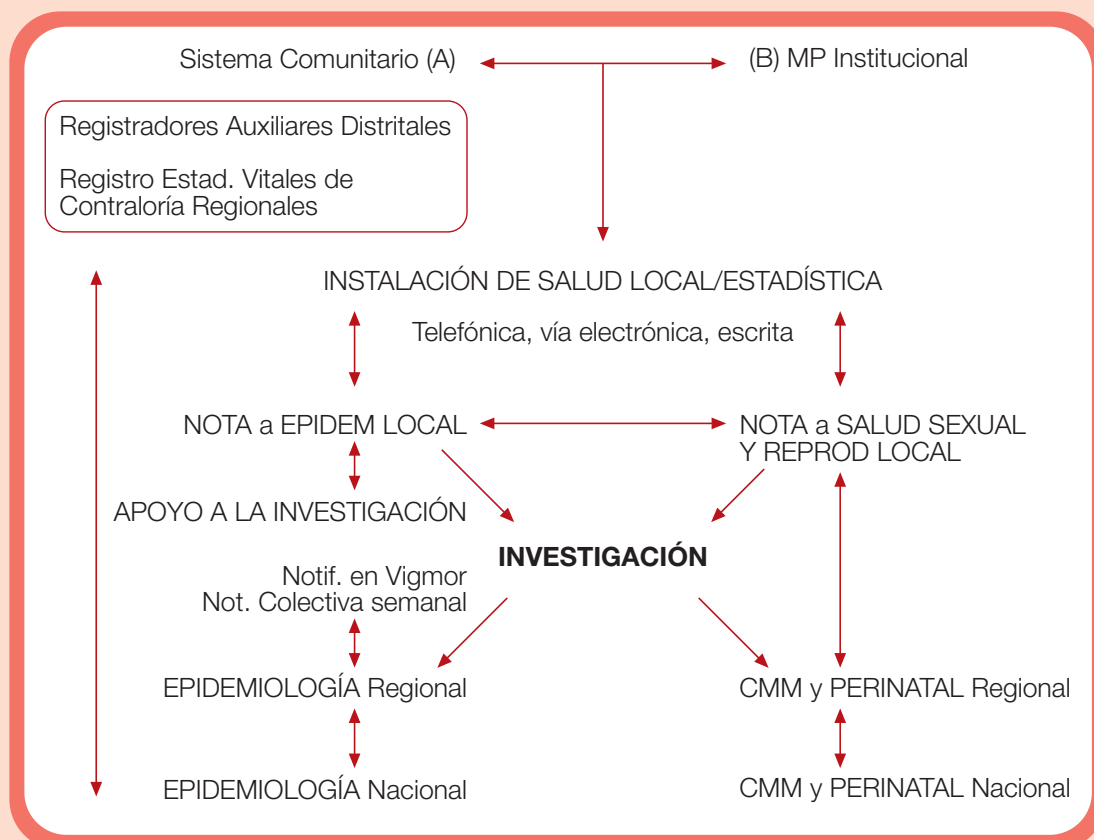 Sistema Comunitario (A)
(B) MP Institucional
Registradores Auxiliares Distritales
Registro Estad. Vitales de
Contraloría Regionales
INSTALACIÓN DE SALUD LOCAL/ESTADÍSTICA
Telefónica, vía electrónica, escrita
NOTA a EPIDEM LOCAL
NOTA a SALUD SEXUAL
Y REPROD LOCAL
APOYO A LA INVESTIGACIÓN
INVESTIGACIÓN
Notif. en Vigmor
Not. Colectiva semanal
EPIDEMIOLOGÍA Regional
CMM y PERINATAL Regional
EPIDEMIOLOGÍA Nacional
CMM y PERINATAL Nacional